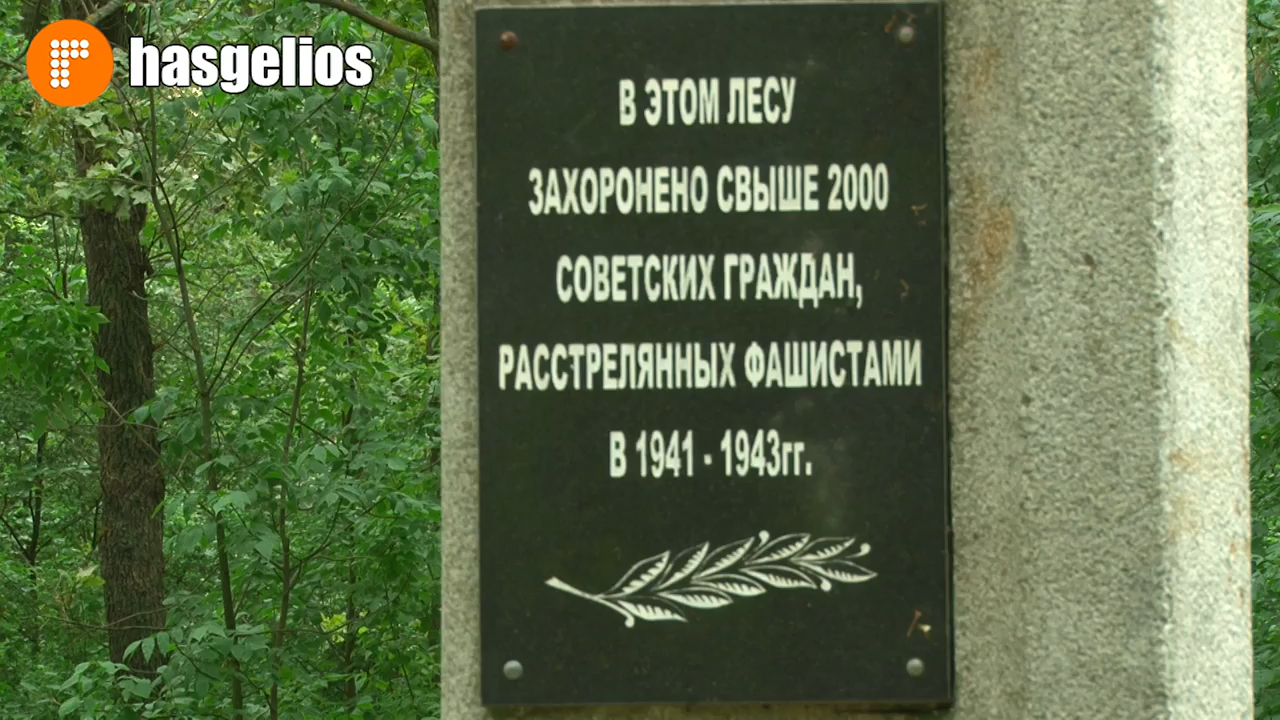 hasgelios
В ЭТОМ ЛЕСУ
ЗАХОРОНЕНО СВЫШЕ 2000
СОВЕТСКИХ ГРАЖДАН,
РАССТРЕЛЯННЫХ ФАШИСТАМИ
В 1941 - 1943гг.